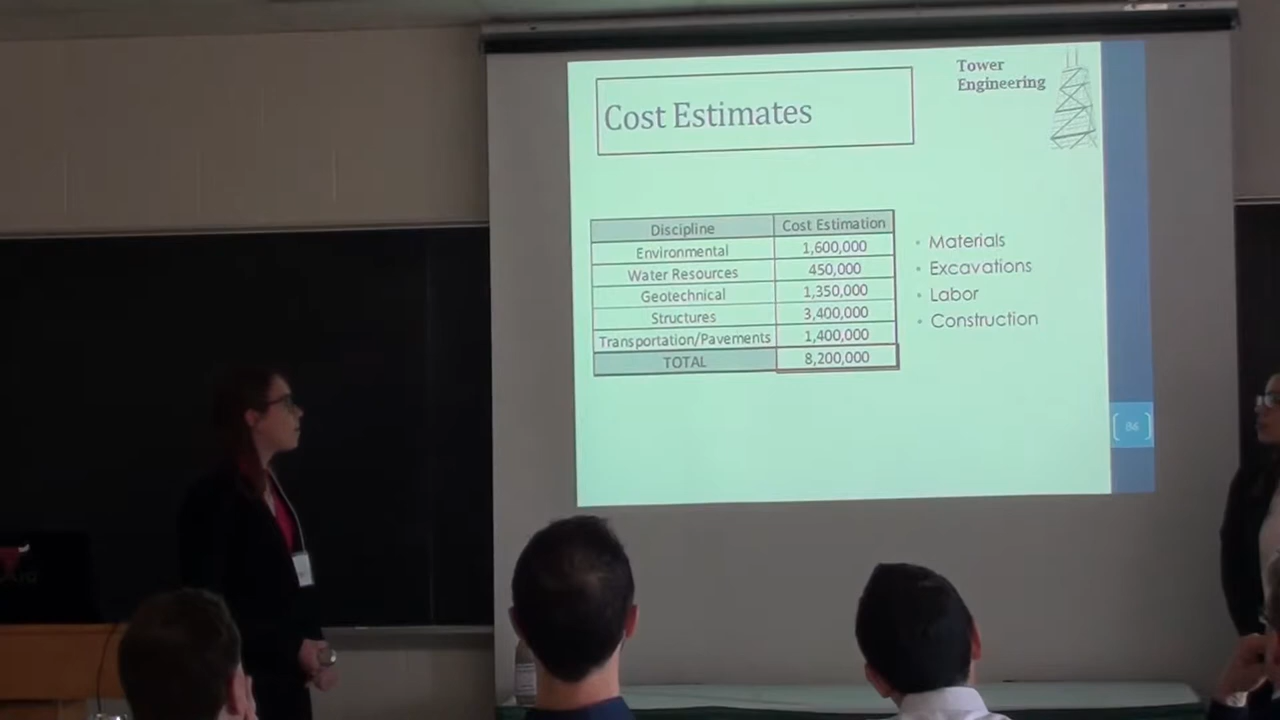 Tower
Engineering
Cost Estimates
Discipline Cost Estimation
Environmental 1,600,000
Water Resources 450,000
Geotechnical 1,350,000
Structures 3,400,000
Transportation/Pavements 1,400,000
TOTAL 8,200,000
• Materials
• Excavations
• Labor
• Construction
86